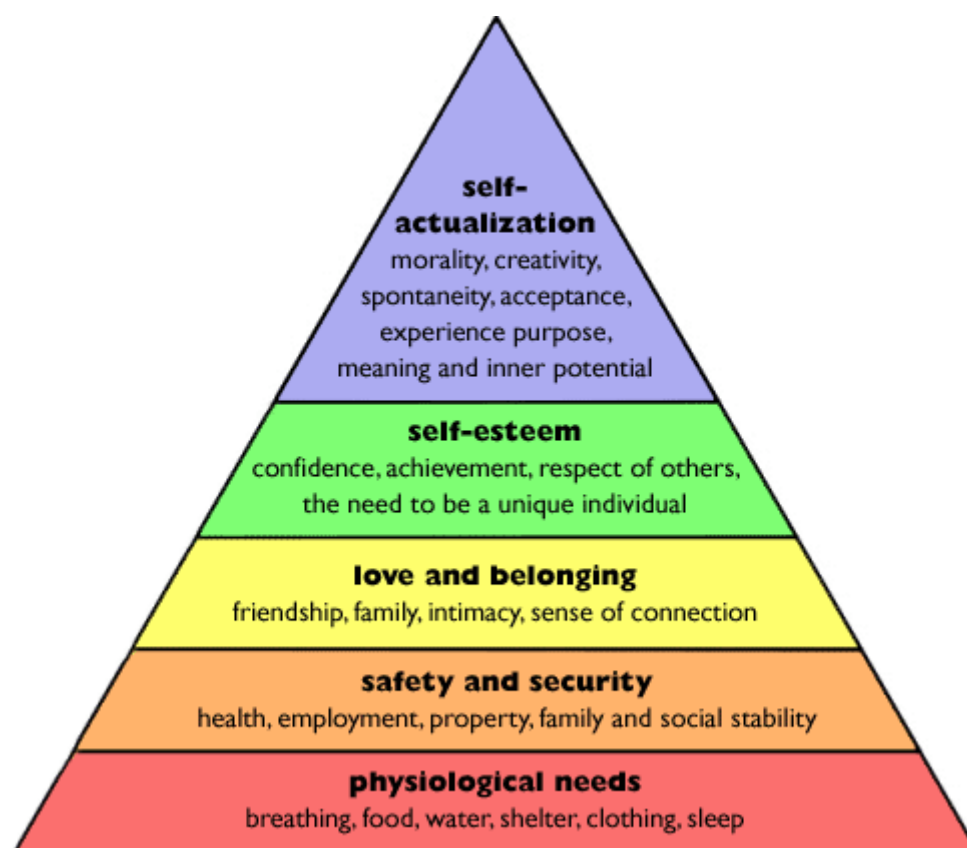 self-
actualization
morality, creativity,
spontaneity, acceptance,
experience purpose,
meaning and inner potential
self-esteem
confidence, achievement, respect of others,
the need to be a unique individual
love and belonging
friendship, family, intimacy, sense of connection
safety and security
health, employment, property, family and social stability
physiological needs
breathing, food, water, shelter, clothing, sleep